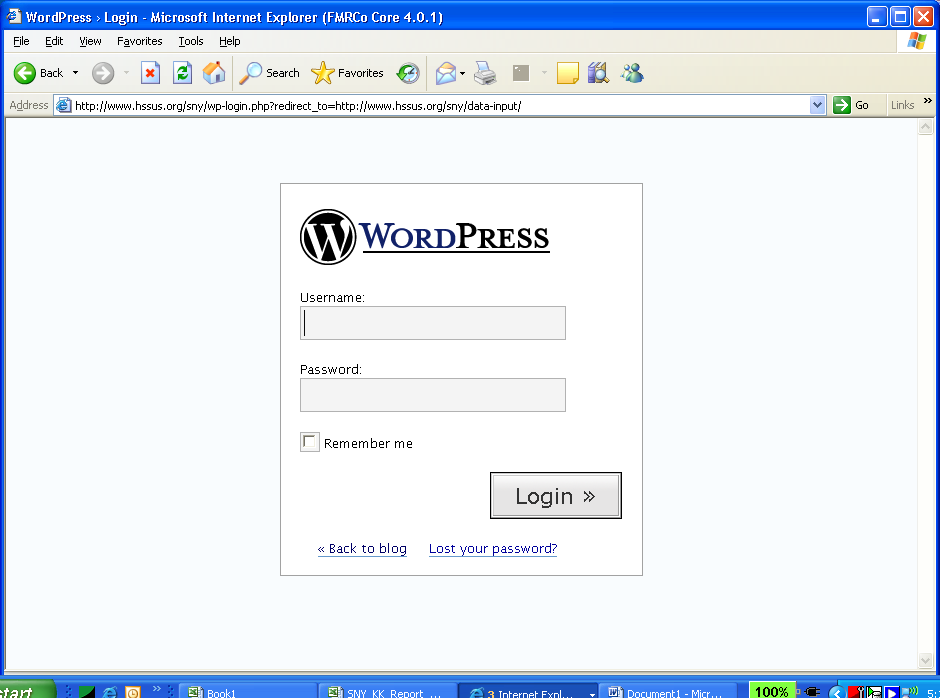 WordPress › Login - Microsoft Internet Explorer (FMRCo Core 4.0.1)
File Edit View Favorites Tools Help
Back Search Favorites
Address http://www.hssus.org/sny/wp-login.php?redirect_to=http://www.hssus.org/sny/data-input/ Go Links »
WORDPRESS
Username:
Password:
Remember me
Login »
« Back to blog Lost your password?
start » Book1 SNY_KK_Report_... 3 Internet Expl... Document1 - Micr... 100%